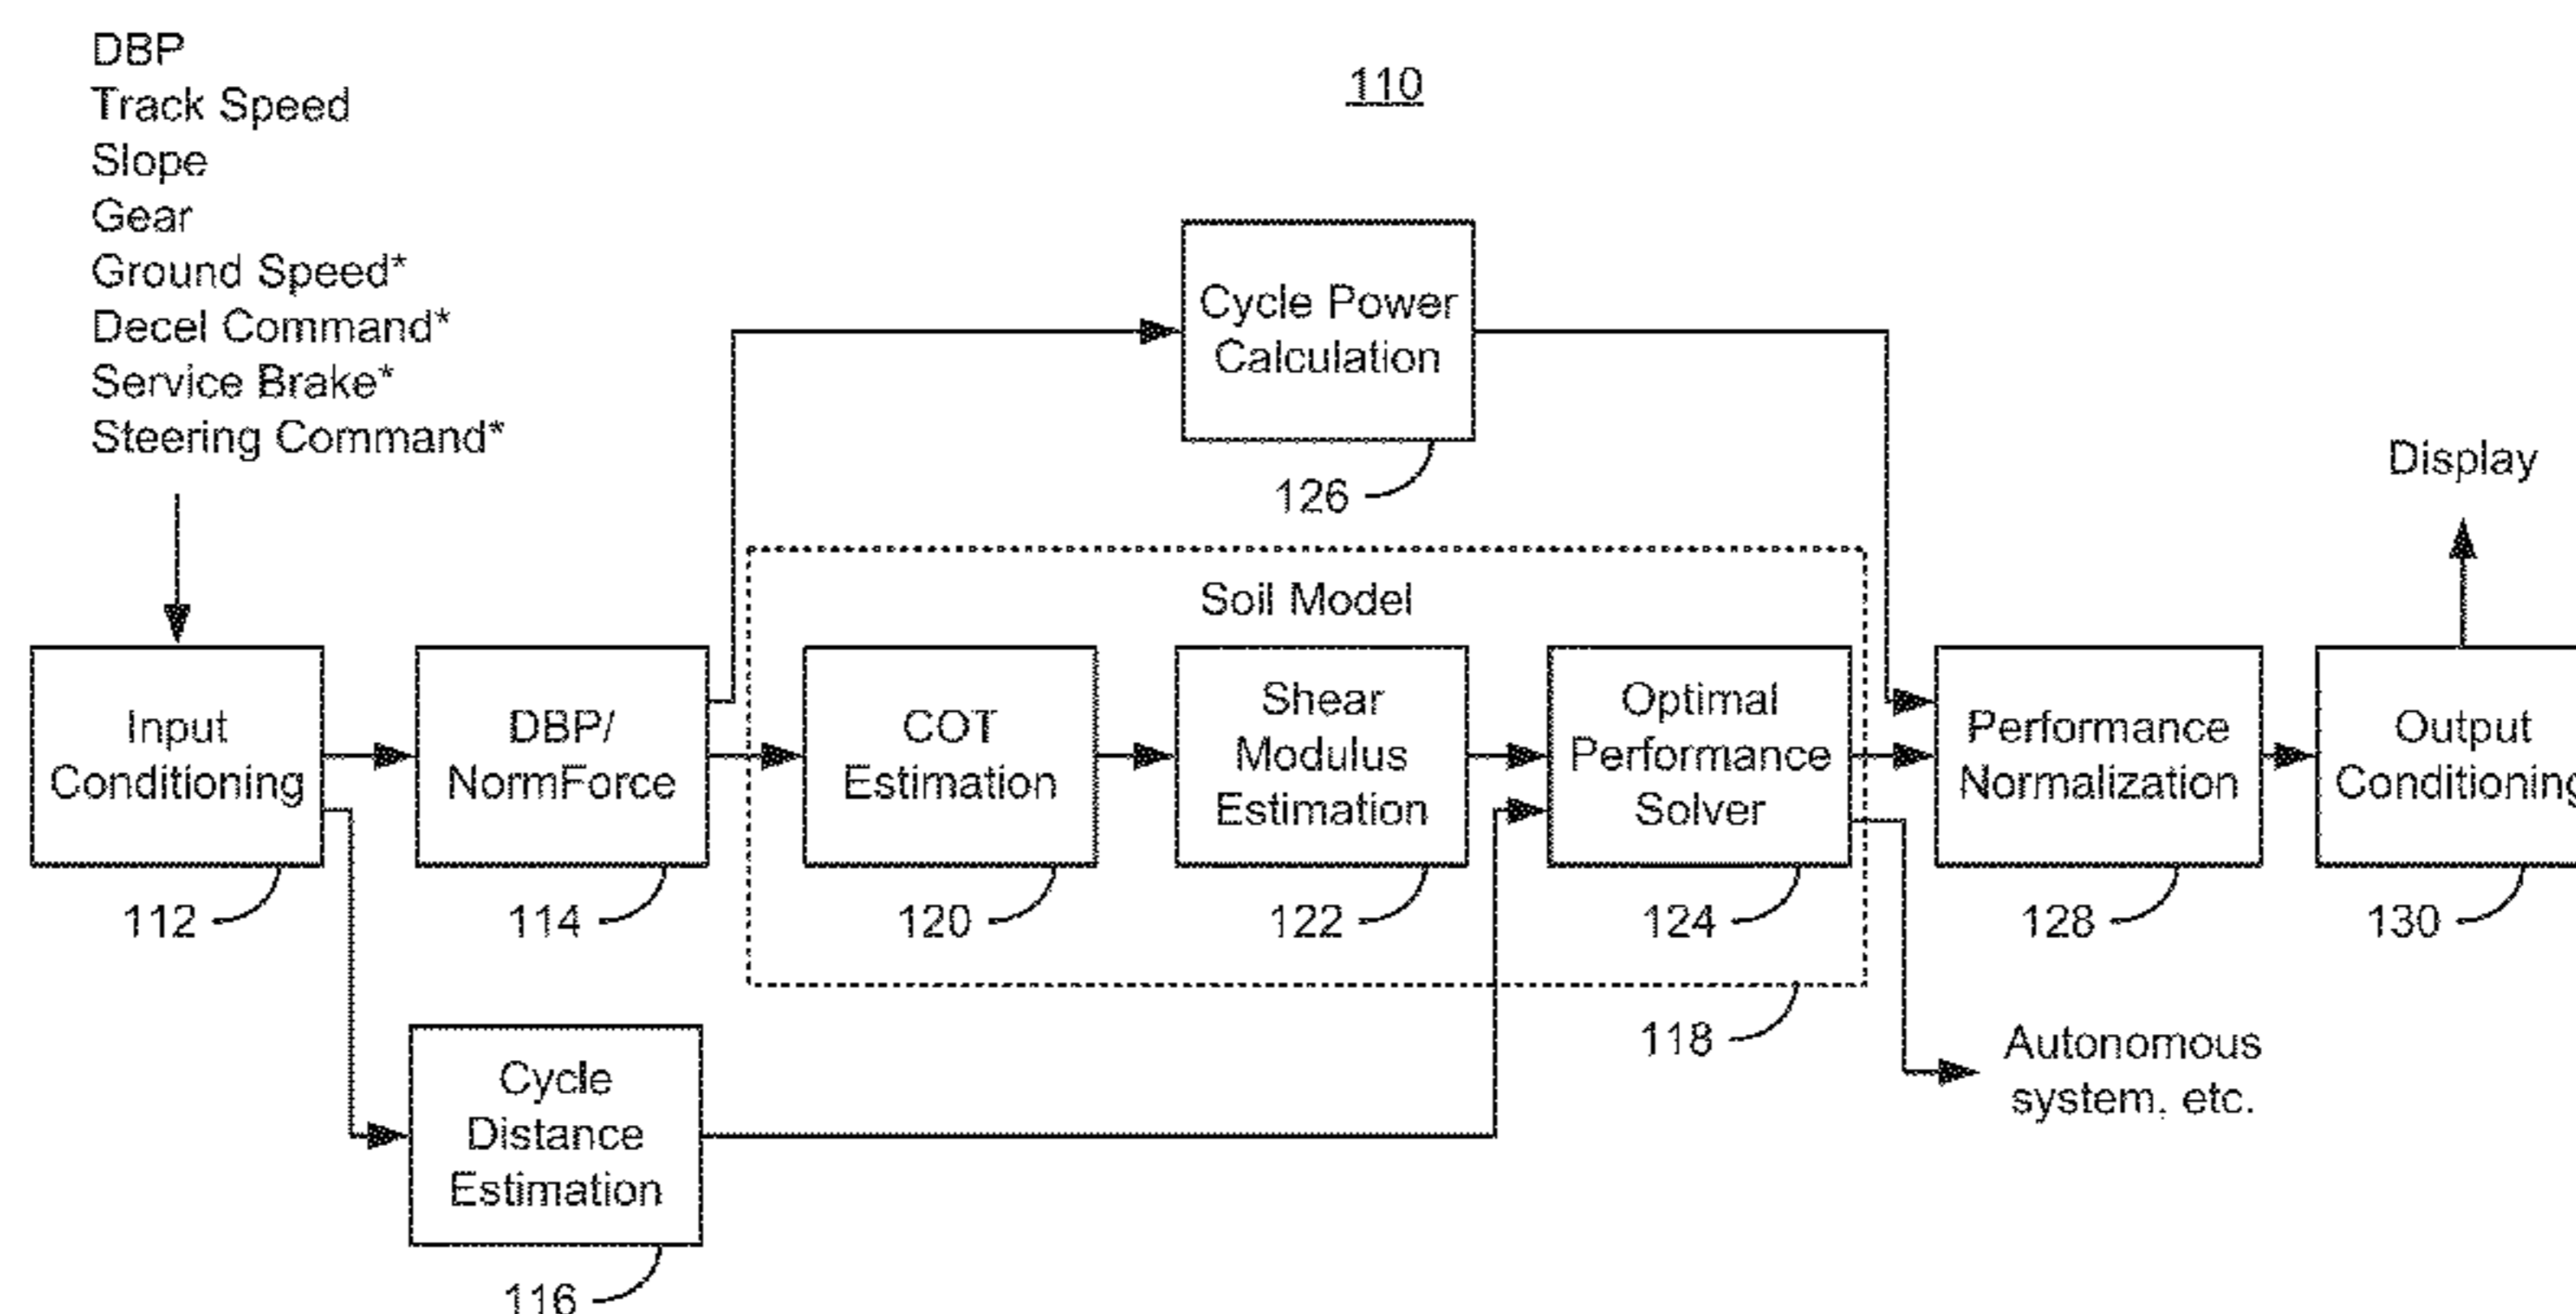 DBP
Track Speed
Slope
Gear
Ground Speed*
Decel Command*
Service Brake*
Steering Command*
110
Cycle Power
Calculation
126
Display
Soil Model
Input
Conditioning
112
DBP/
NormForce
114
COT
Estimation
120
Shear
Modulus
Estimation
122
Optimal
Performance
Solver
124
Performance
Normalization
128
Output
Conditioning
130
118
Autonomous
system, etc.
Cycle
Distance
Estimation
116